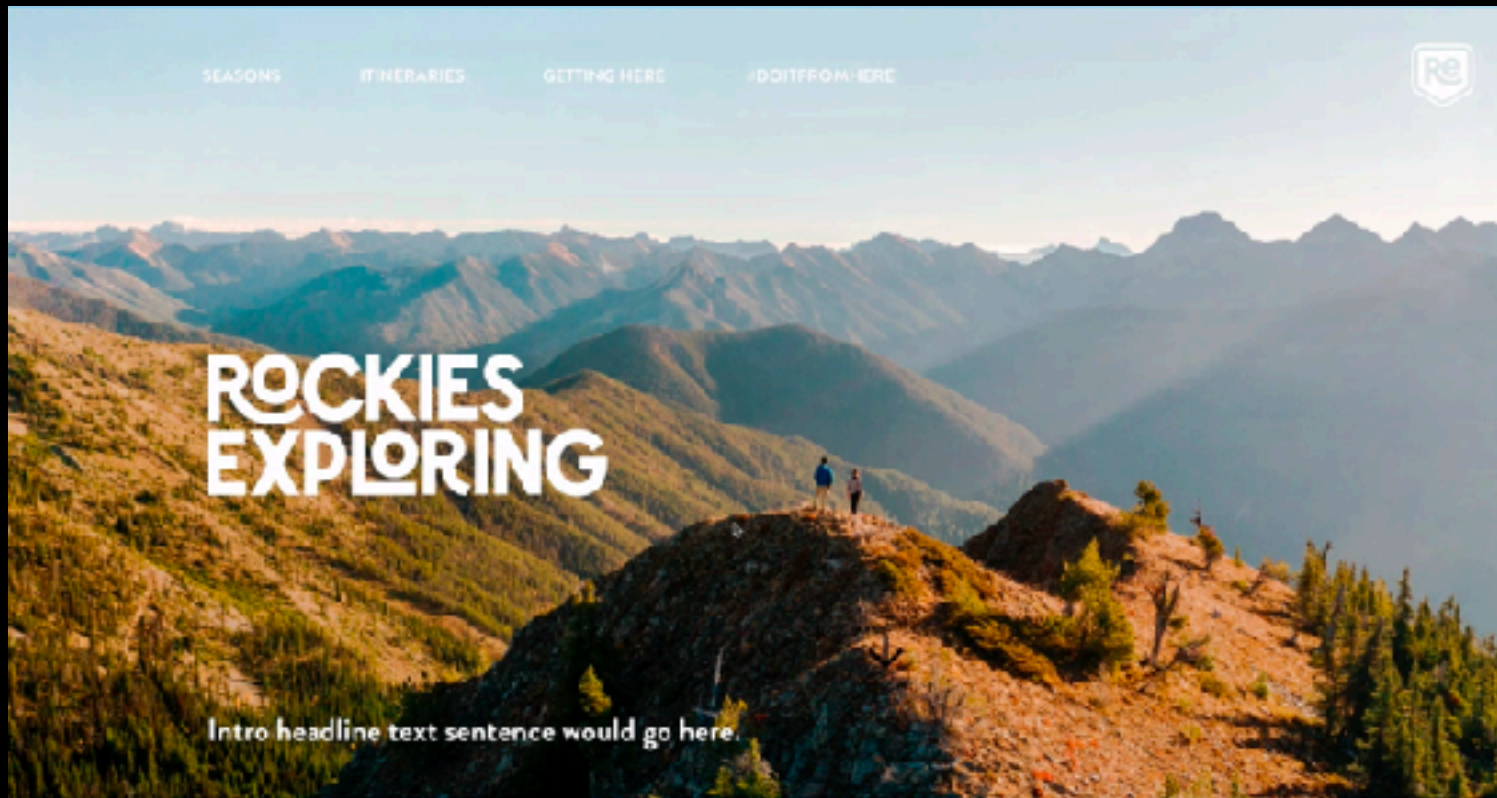 SEASONS ITINERARIES GETTING HERE #DOITFROMHERE
Re
ROCKIES
EXPLORING
Intro headline text sentence would go here.